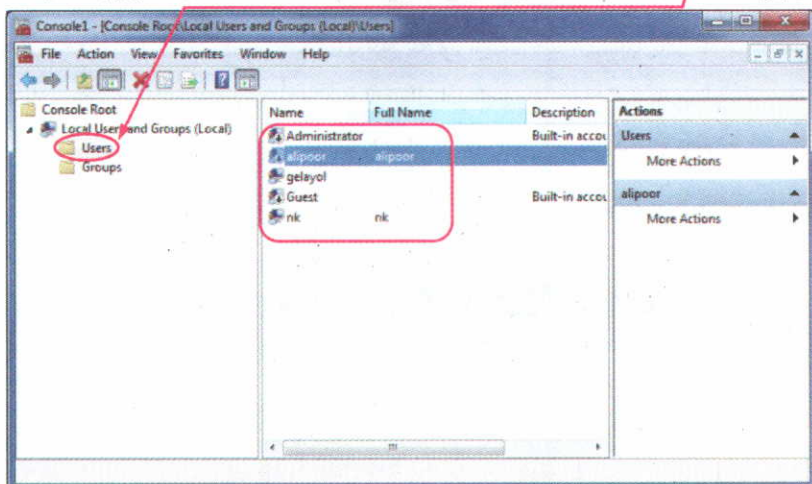 Console1 - [Console Root\Local Users and Groups (Local)\Users]
File Action View Favorites Window Help
Console Root
Local Users and Groups (Local)
Users
Groups
Name Full Name Description
Administrator Built-in accou
alipoor alipoor
gelayol
Guest Built-in accou
nk nk
Actions
Users
More Actions
alipoor
More Actions